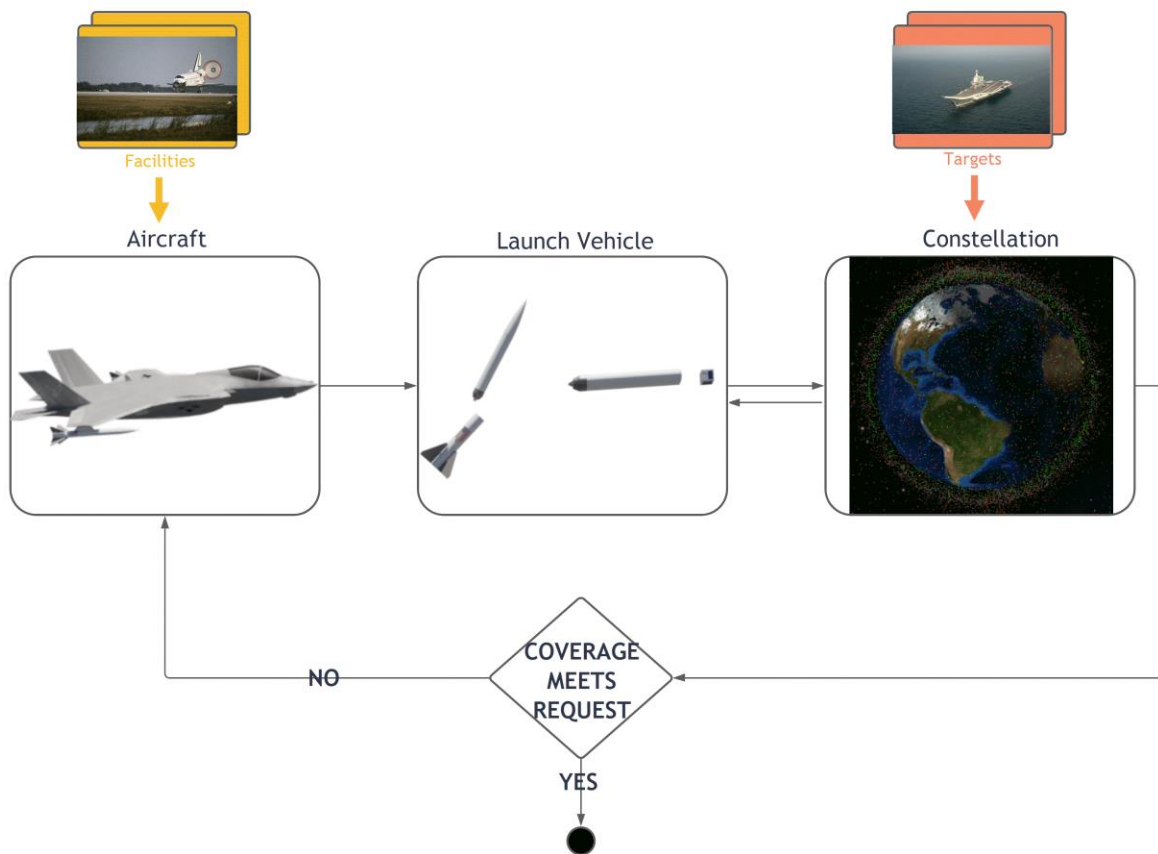 Facilities
Targets
Aircraft
Launch Vehicle
Constellation
COVERAGE
MEETS
REQUEST
NO
YES